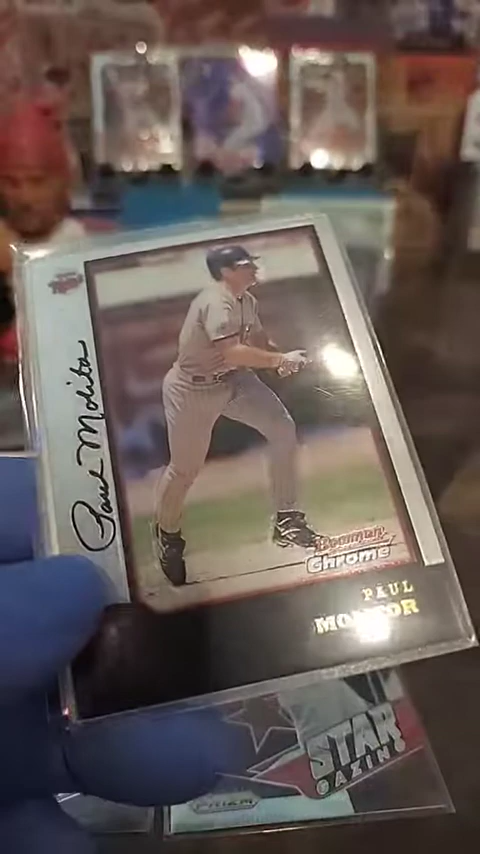 Paul Molitor
Bowman
Chrome
PAUL
MOLITOR
STAR
GAZING
PRIZM